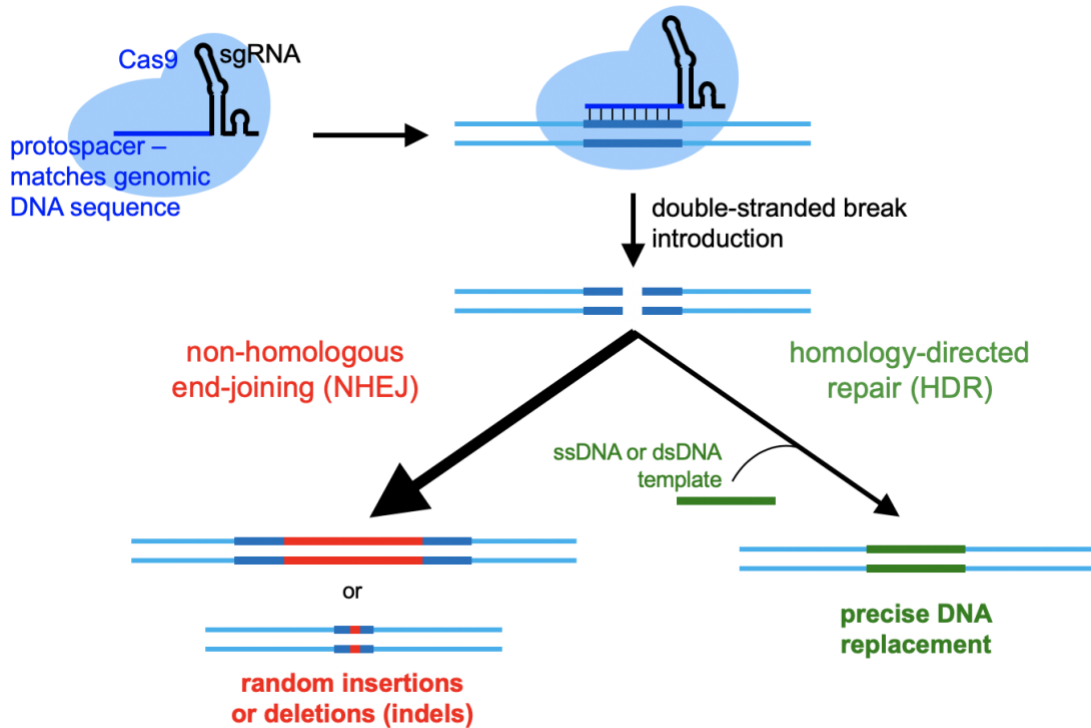 Cas9
sgRNA
protospacer –
matches genomic
DNA sequence
double-stranded break
introduction
non-homologous
end-joining (NHEJ)
homology-directed
repair (HDR)
ssDNA or dsDNA
template
or
random insertions
or deletions (indels)
precise DNA
replacement